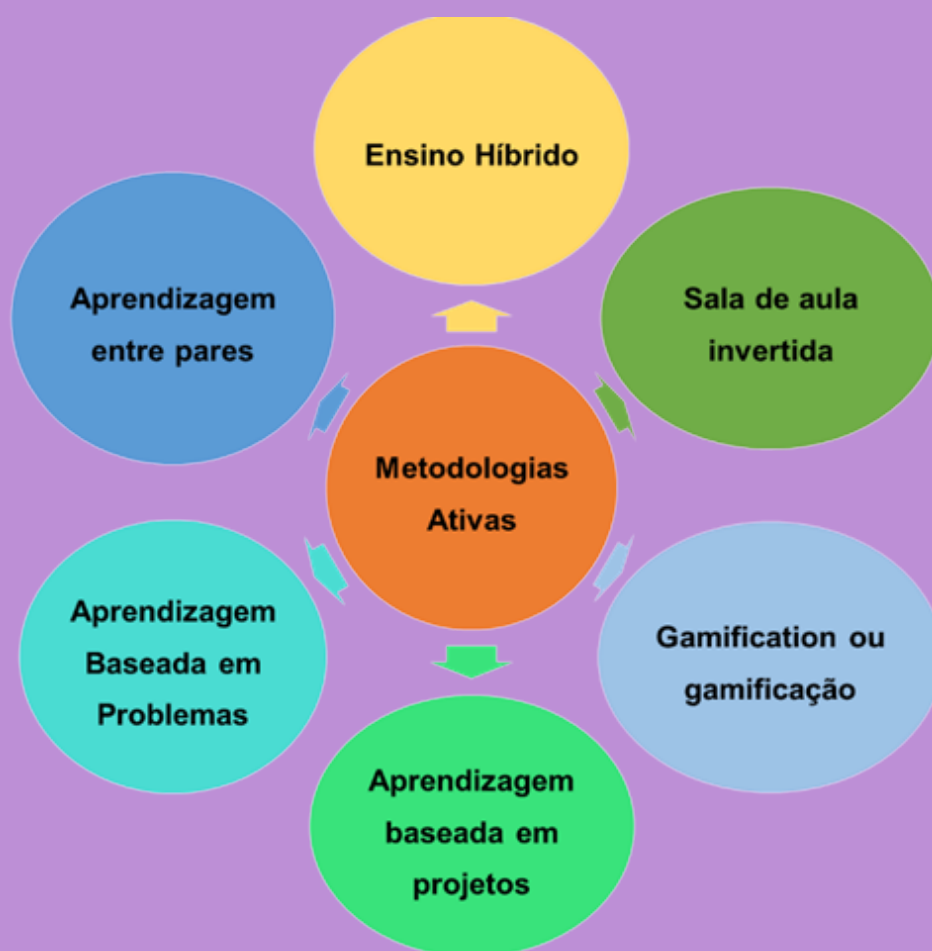 Ensino Híbrido
Sala de aula
invertida
Gamification ou
gamificação
Aprendizagem
baseada em
projetos
Aprendizagem
Baseada em
Problemas
Aprendizagem
entre pares
Metodologias
Ativas